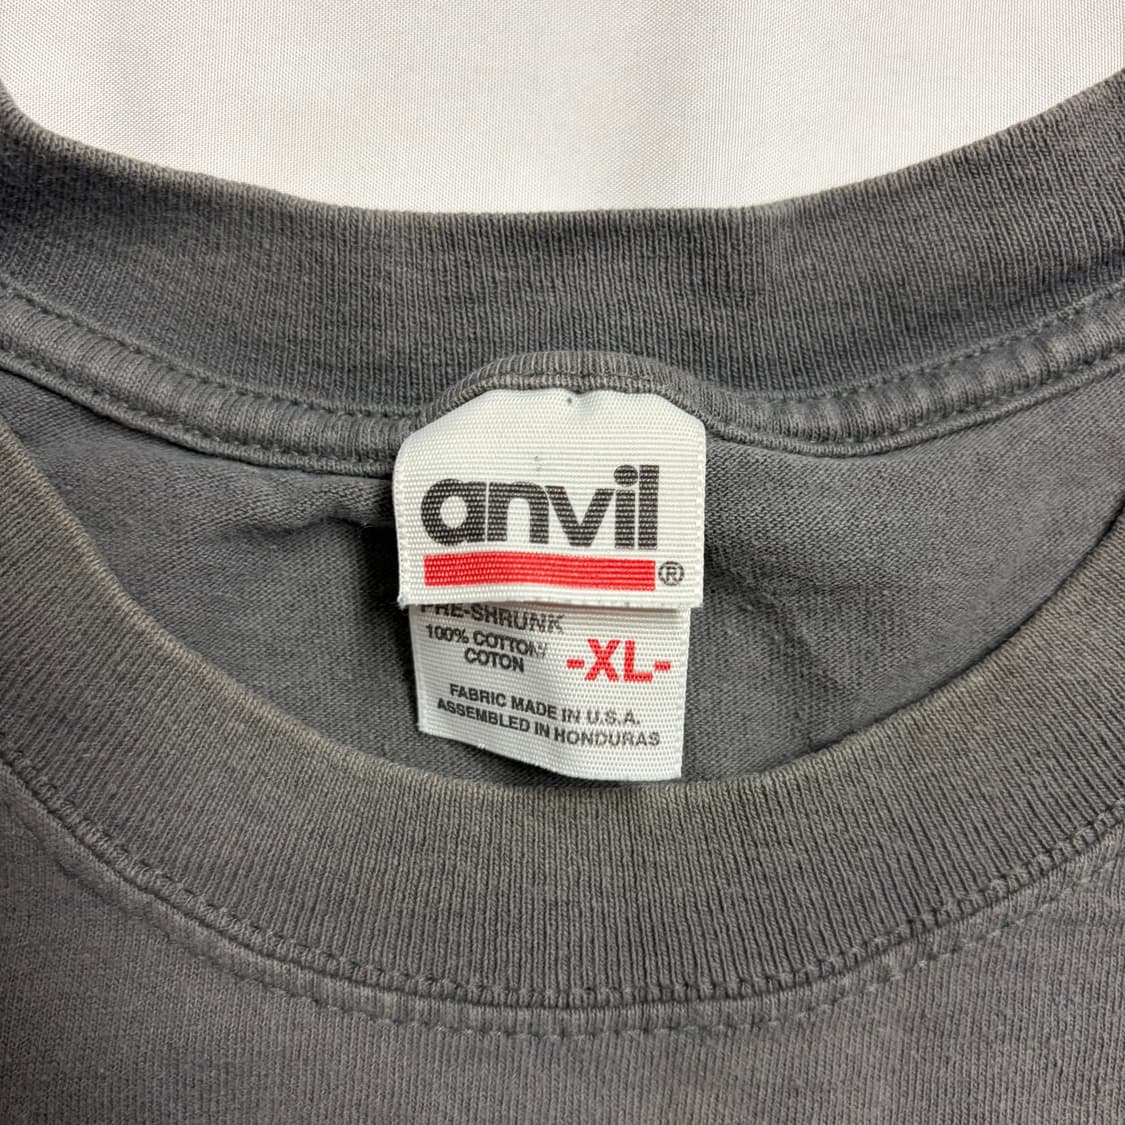 anvil
®
PRE-SHRUNK
100% COTTON/
COTON
-XL-
FABRIC MADE IN U.S.A.
ASSEMBLED IN HONDURAS